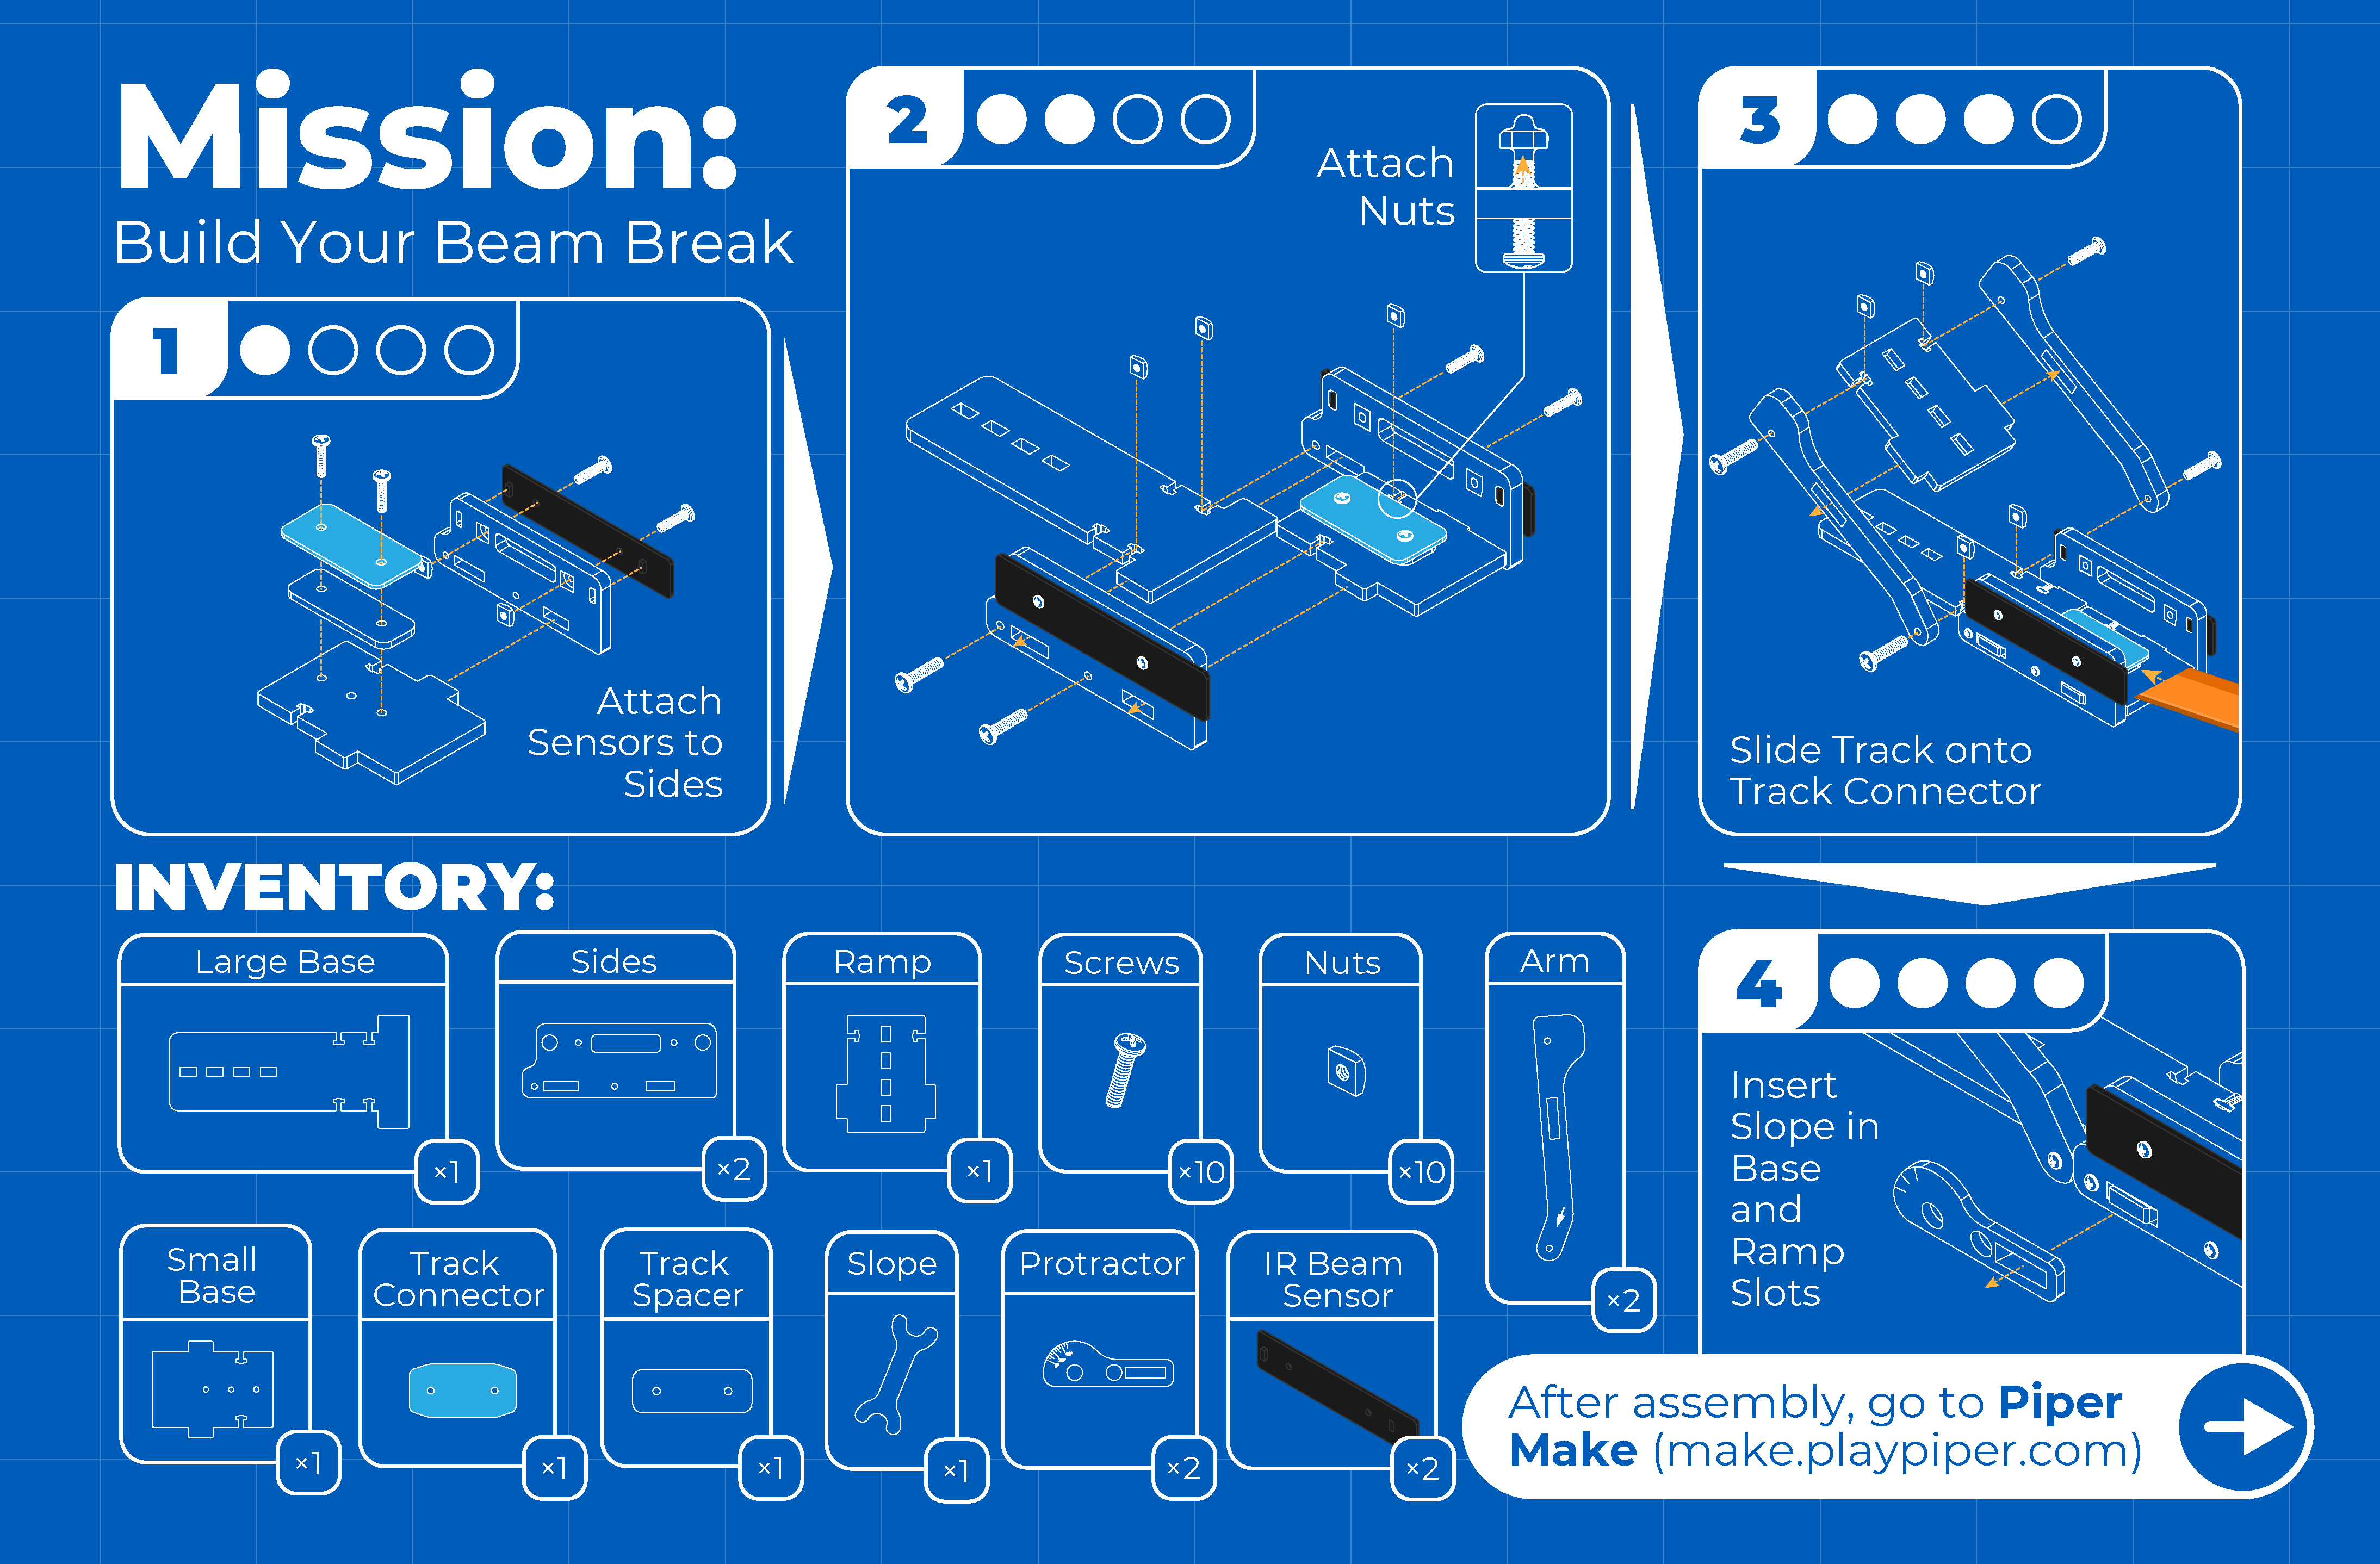 Mission:
Build Your Beam Break
1
Attach
Sensors to
Sides
2
Attach
Nuts
3
Slide Track onto
Track Connector
INVENTORY:
Large Base
×1
Sides
×2
Ramp
×1
Screws
×10
Nuts
×10
Arm
×2
Small
Base
×1
Track
Connector
×1
Track
Spacer
×1
Slope
×1
Protractor
×2
IR Beam
Sensor
×2
4
Insert
Slope in
Base
and
Ramp
Slots
After assembly, go to Piper
Make (make.playpiper.com)